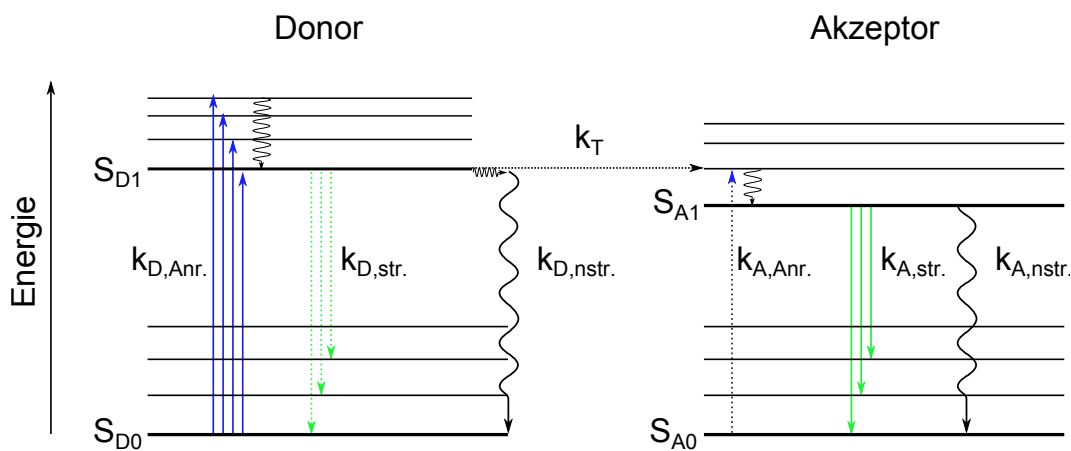 Donor
Akzeptor
Energie
S_D1
k_T
S_A1
k_D,Anr.
k_D,str.
k_D,nstr.
k_A,Anr.
k_A,str.
k_A,nstr.
S_D0
S_A0